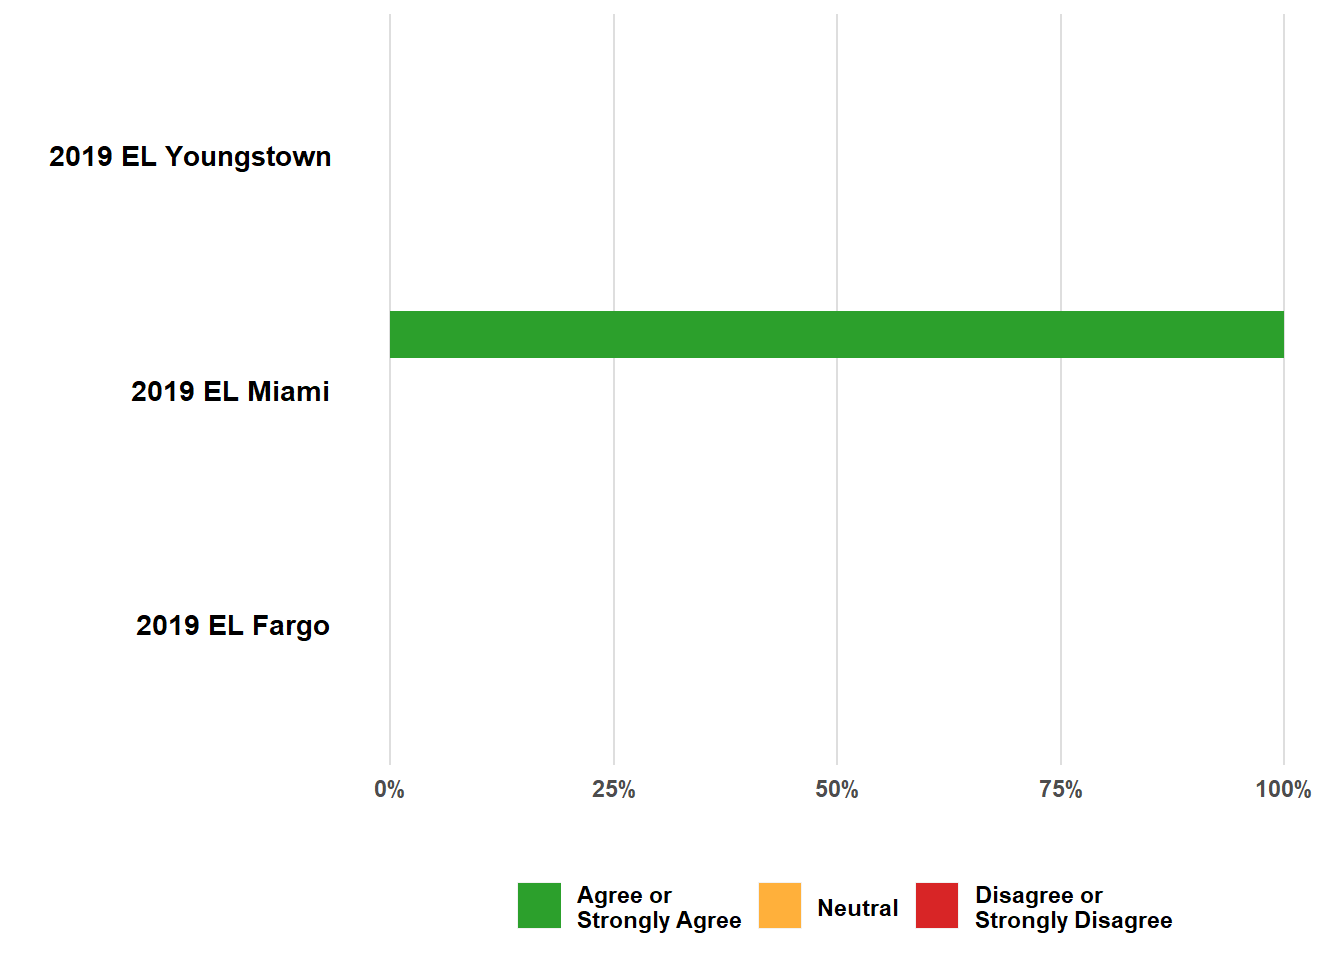 2019 EL Youngstown
2019 EL Miami
2019 EL Fargo
0% 25% 50% 75% 100%
Agree or
Strongly Agree
Neutral
Disagree or
Strongly Disagree